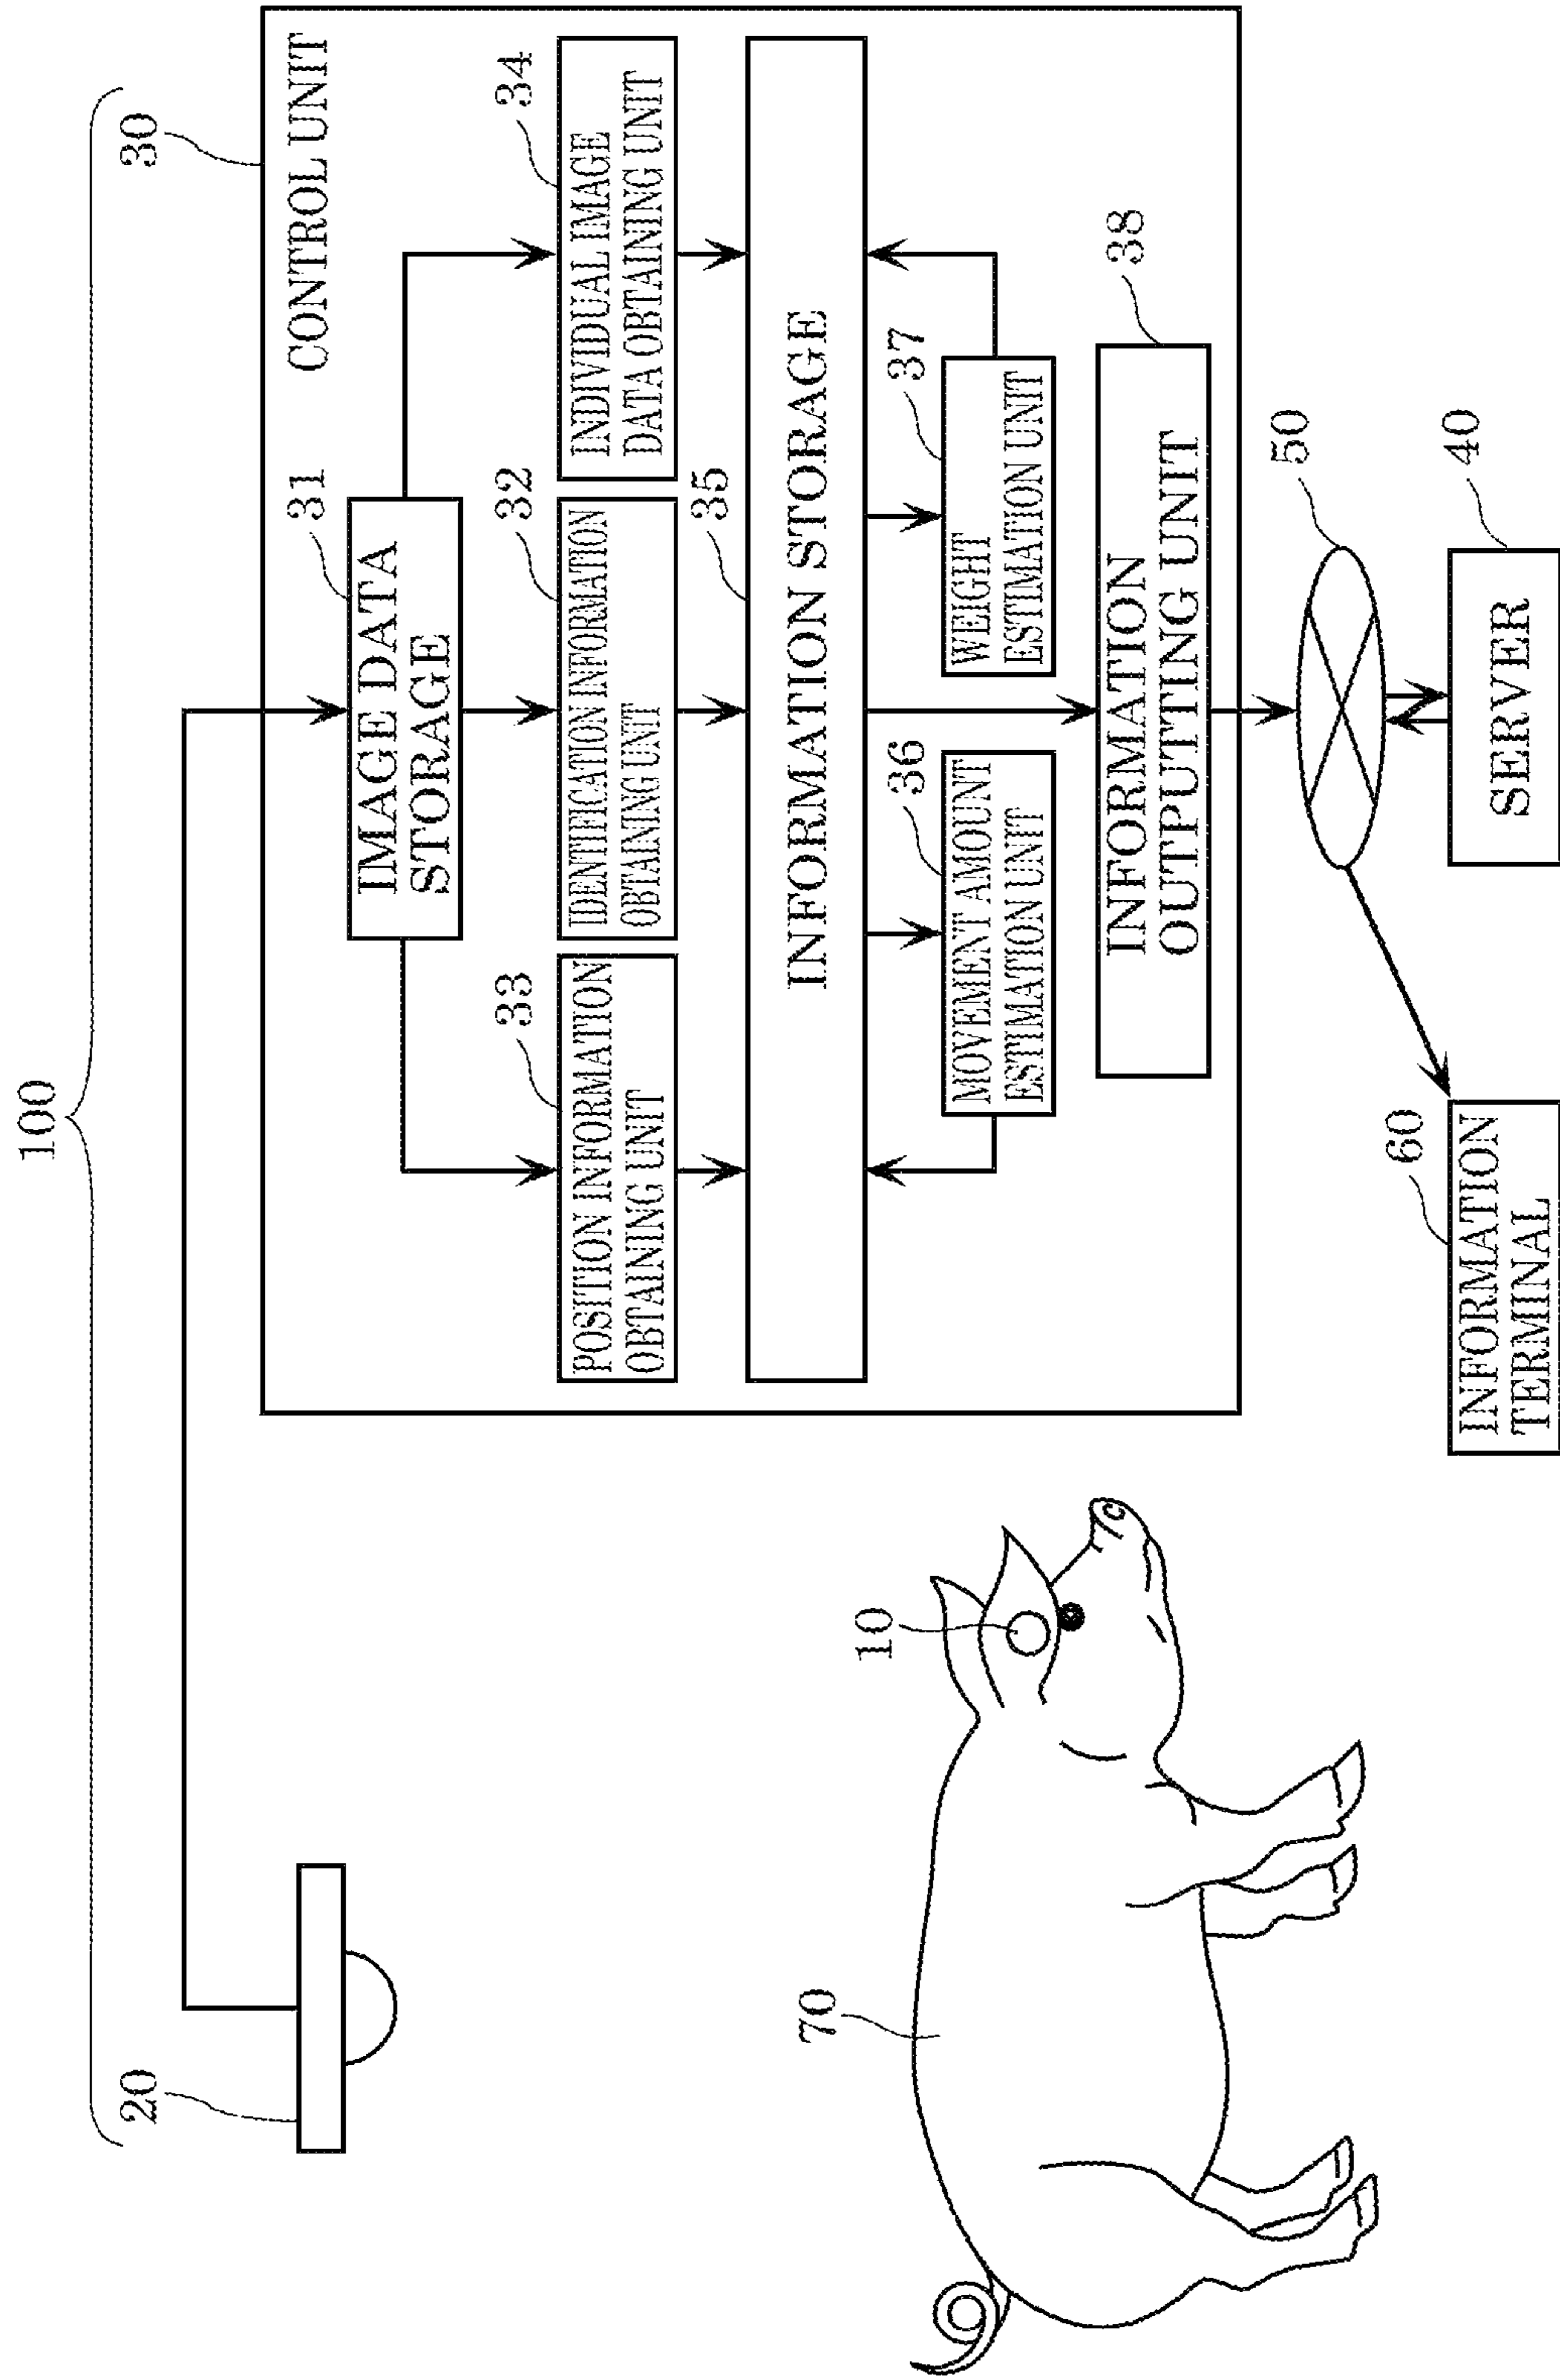 100
20
30
CONTROL UNIT
31
IMAGE DATA
STORAGE
33
POSITION INFORMATION
OBTAINING UNIT
32
IDENTIFICATION INFORMATION
OBTAINING UNIT
34
INDIVIDUAL IMAGE
DATA OBTAINING UNIT
35
INFORMATION STORAGE
36
MOVEMENT AMOUNT
ESTIMATION UNIT
37
WEIGHT
ESTIMATION UNIT
38
INFORMATION
OUTPUTTING UNIT
70
10
50
60
INFORMATION
TERMINAL
40
SERVER